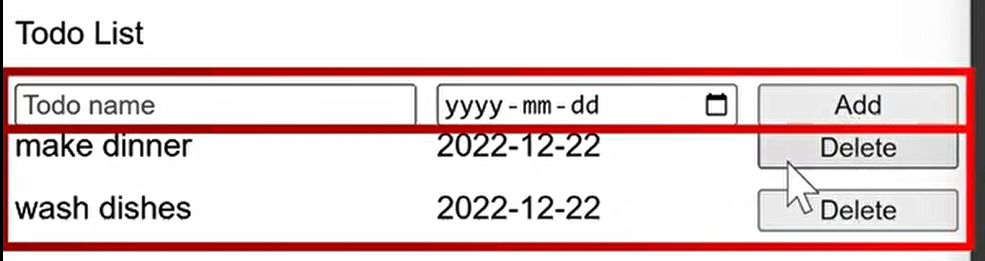 Todo List
Todo name yyyy-mm-dd Add
make dinner 2022-12-22 Delete
wash dishes 2022-12-22 Delete